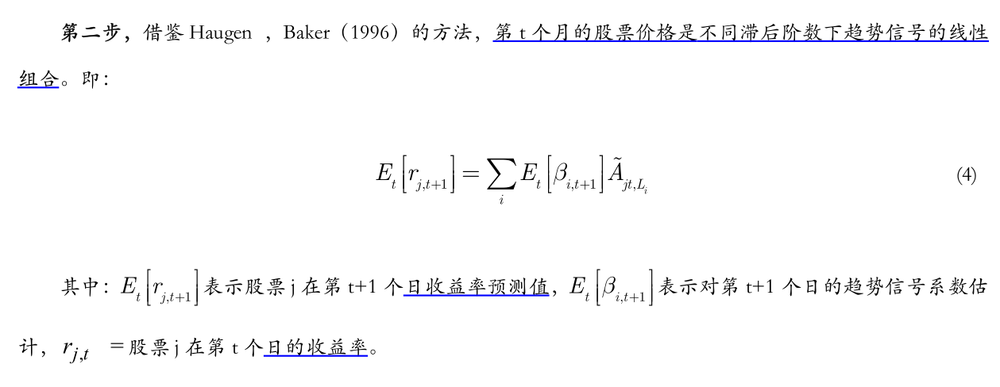 第二步，借鉴 Haugen ，Baker（1996）的方法，第 t 个月的股票价格是不同滞后阶数下趋势信号的线性
组合。即：
$E_t\left[r_{j,t+1}\right]=\sum_i E_t\left[\beta_{i,t+1}\right]\tilde{A}_{jt,L_i}$ (4)
其中：$E_t\left[r_{j,t+1}\right]$表示股票 j 在第 t+1 个日收益率预测值，$E_t\left[\beta_{i,t+1}\right]$表示对第 t+1 个日的趋势信号系数估
计，$r_{j,t}$ =股票 j 在第 t 个日的收益率。